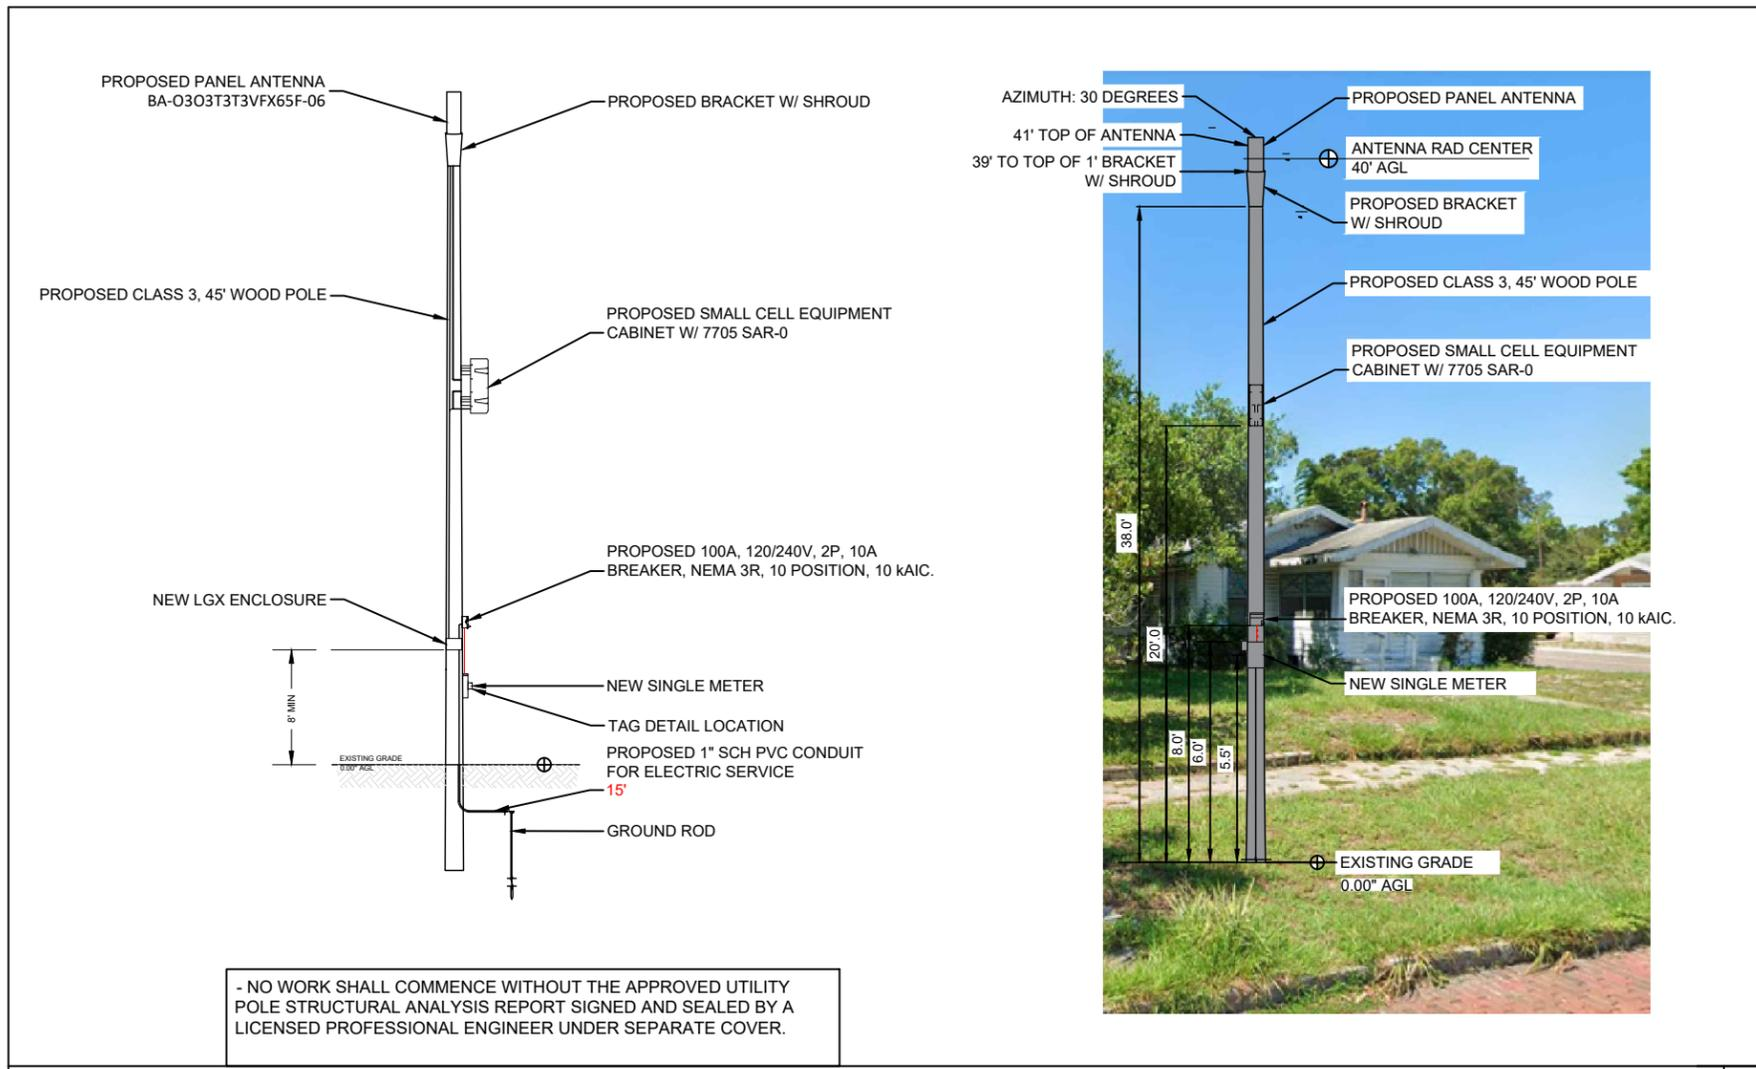 PROPOSED PANEL ANTENNA
BA-O3O3T3T3VFX65F-06
PROPOSED BRACKET W/ SHROUD
PROPOSED CLASS 3, 45' WOOD POLE
PROPOSED SMALL CELL EQUIPMENT
CABINET W/ 7705 SAR-0
PROPOSED 100A, 120/240V, 2P, 10A
BREAKER, NEMA 3R, 10 POSITION, 10 kAIC.
NEW LGX ENCLOSURE
8' MIN
NEW SINGLE METER
TAG DETAIL LOCATION
PROPOSED 1" SCH PVC CONDUIT
FOR ELECTRIC SERVICE
15'
EXISTING GRADE
0.00" AGL
GROUND ROD
- NO WORK SHALL COMMENCE WITHOUT THE APPROVED UTILITY
POLE STRUCTURAL ANALYSIS REPORT SIGNED AND SEALED BY A
LICENSED PROFESSIONAL ENGINEER UNDER SEPARATE COVER.
AZIMUTH: 30 DEGREES
PROPOSED PANEL ANTENNA
41' TOP OF ANTENNA
39' TO TOP OF 1' BRACKET
W/ SHROUD
ANTENNA RAD CENTER
40' AGL
PROPOSED BRACKET
W/ SHROUD
PROPOSED CLASS 3, 45' WOOD POLE
PROPOSED SMALL CELL EQUIPMENT
CABINET W/ 7705 SAR-0
38.0'
PROPOSED 100A, 120/240V, 2P, 10A
BREAKER, NEMA 3R, 10 POSITION, 10 kAIC.
20'.0
NEW SINGLE METER
8.0'
6.0'
5.5'
EXISTING GRADE
0.00" AGL